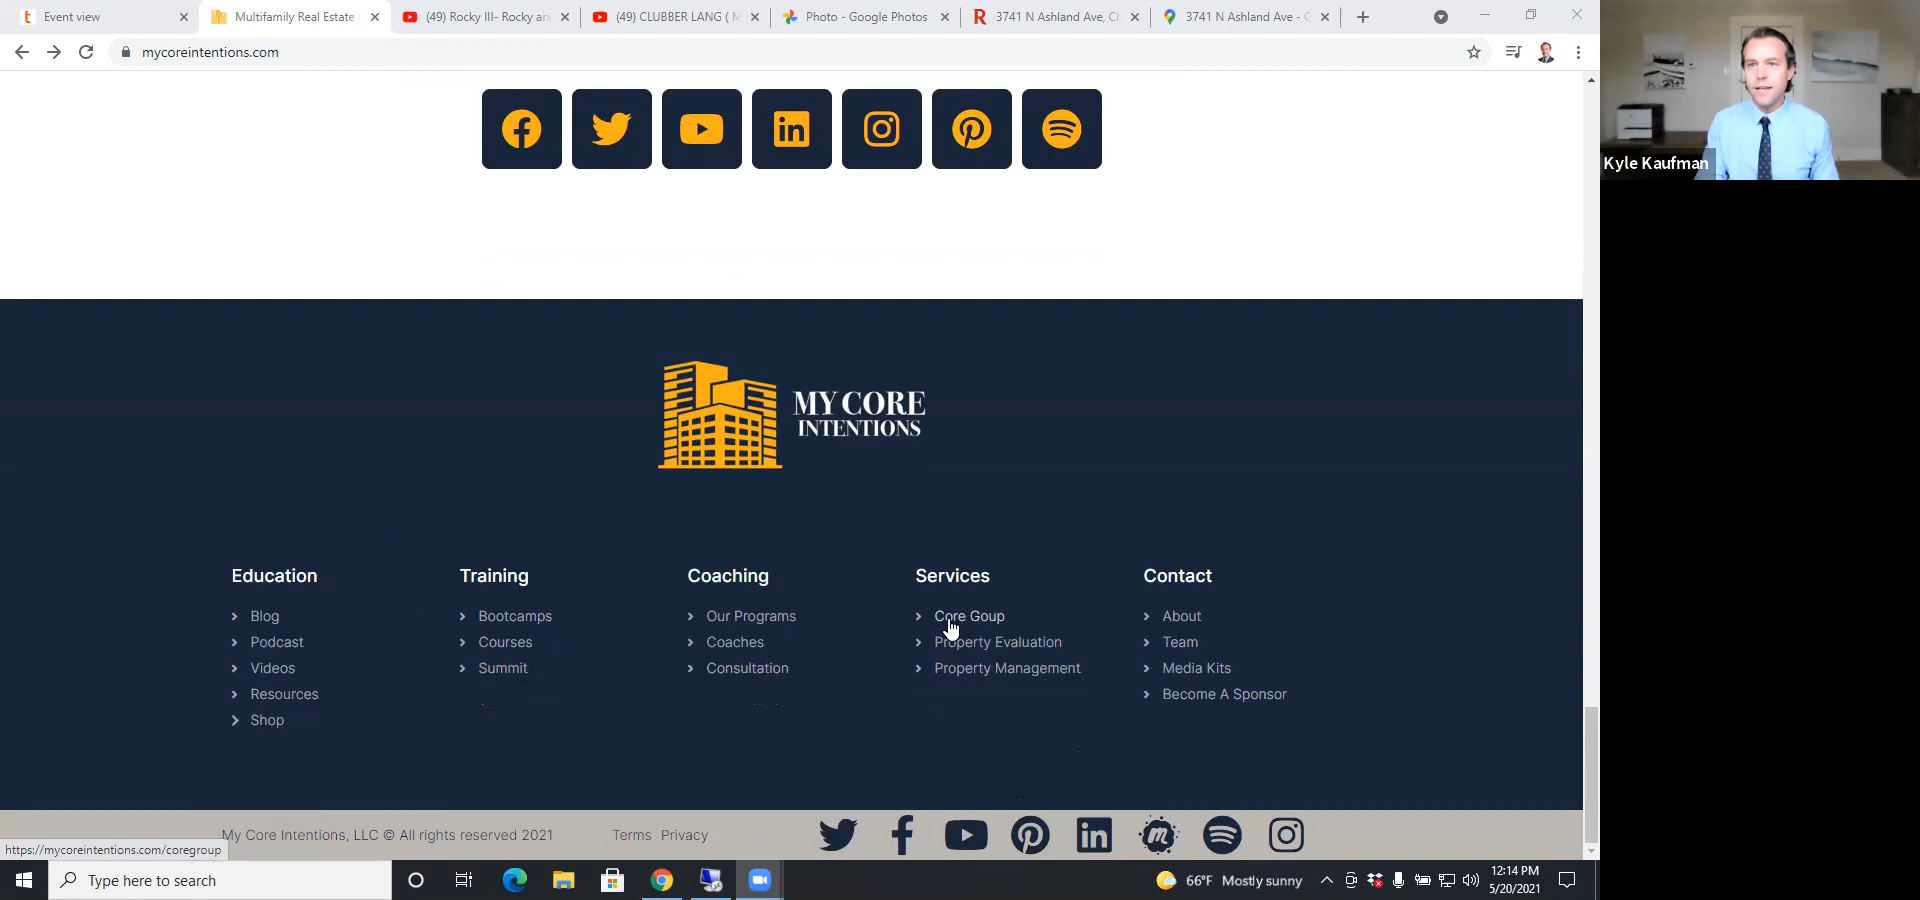 Event view
Multifamily Real Estate
(49) Rocky III- Rocky an
(49) CLUBBER LANG ( M
Photo - Google Photos
3741 N Ashland Ave, Ch
3741 N Ashland Ave - G
mycoreintentions.com
Kyle Kaufman
MY CORE
INTENTIONS
Education
Blog
Podcast
Videos
Resources
Shop
Training
Bootcamps
Courses
Summit
Coaching
Our Programs
Coaches
Consultation
Services
Core Goup
Property Evaluation
Property Management
Contact
About
Team
Media Kits
Become A Sponsor
My Core Intentions, LLC © All rights reserved 2021
Terms Privacy
https://mycoreintentions.com/coregroup
Type here to search
66°F Mostly sunny
12:14 PM
5/20/2021